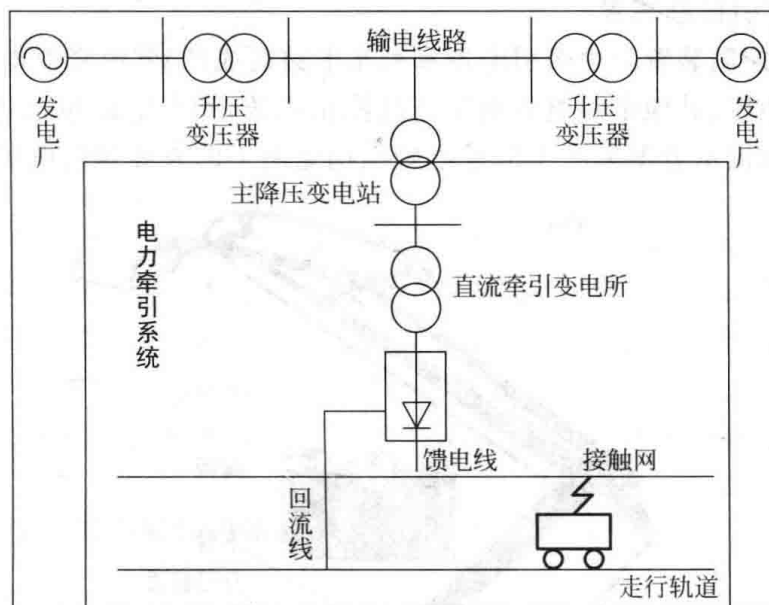 输电线路
发电厂
升压
变压器
升压
变压器
发电厂
主降压变电站
电力牵引系统
直流牵引变电所
馈电线
接触网
回流线
走行轨道